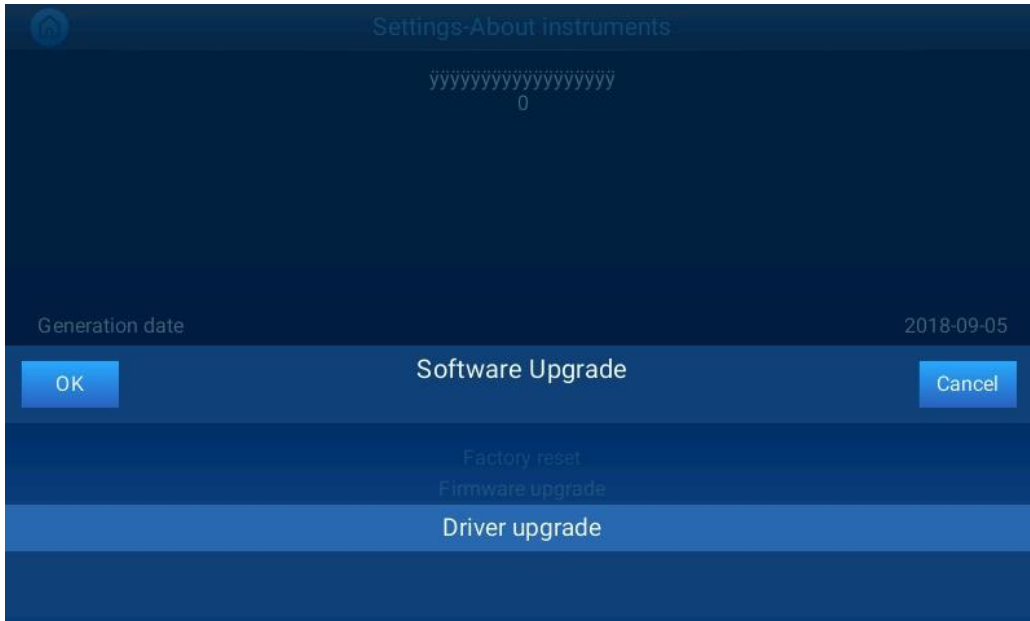 Settings-About instruments
ÿÿÿÿÿÿÿÿÿÿÿÿÿÿÿÿÿÿÿ
0
Generation date 2018-09-05
OK Software Upgrade Cancel
Factory reset
Firmware upgrade
Driver upgrade